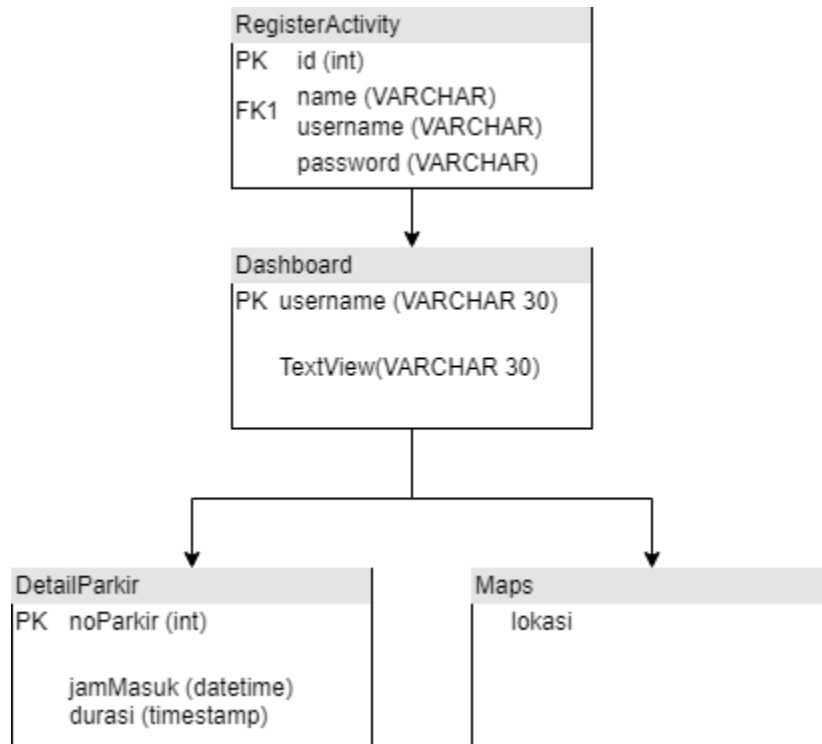 RegisterActivity
PK id (int)
FK1 name (VARCHAR)
username (VARCHAR)
password (VARCHAR)
Dashboard
PK username (VARCHAR 30)
TextView(VARCHAR 30)
DetailParkir
PK noParkir (int)
jamMasuk (datetime)
durasi (timestamp)
Maps
lokasi